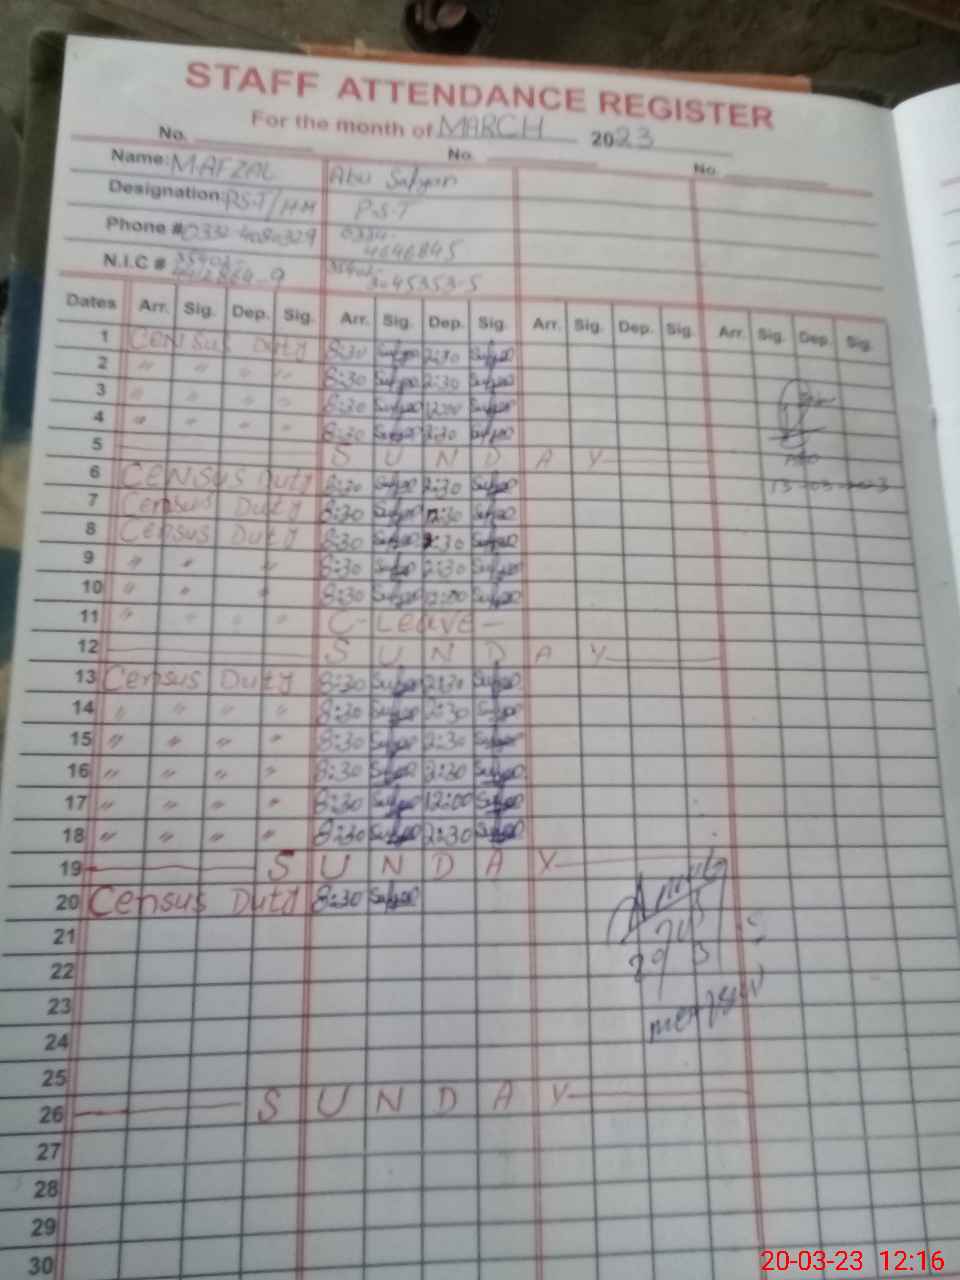 STAFF ATTENDANCE REGISTER
For the month of MARCH 2023
No. No. No.
Name: M AFZAL Abu Sufyan
Designation: P.S.T/H.M P.S.T
Phone #
N.I.C #
Dates Arr. Sig. Dep. Sig. Arr. Sig. Dep. Sig. Arr. Sig. Dep. Sig. Arr. Sig. Dep. Sig.
1 Census Duty 8:30 Sufyan 2:30 Sufyan
2 " " " " 8:30 Sufyan 2:30 Sufyan
3 " " " " 8:30 Sufyan 12:00 Sufyan
4 " " " " 8:30 Sufyan 2:30 Sufyan
5 S U N D A Y
6 CENSUS Duty 8:30 Sufyan 2:30 Sufyan
7 Census Duty 8:30 Sufyan 2:30 Sufyan
8 Census Duty 8:30 Sufyan 2:30 Sufyan
9 " " " 8:30 Sufyan 2:30 Sufyan
10 " " " 8:30 Sufyan 12:00 Sufyan
11 " " " " C-Leave-
12 S U N D A Y
13 Census Duty 8:30 Sufyan 2:30 Sufyan
14 " " " " 8:30 Sufyan 2:30 Sufyan
15 " " " " 8:30 Sufyan 2:30 Sufyan
16 " " " " 8:30 Sufyan 2:30 Sufyan
17 " " " " 8:30 Sufyan 12:00 Sufyan
18 " " " " 8:30 Sufyan 2:30 Sufyan
19 S U N D A Y
20 Census Duty 8:30 Sufyan
21
22
23
24
25
26 S U N D A Y
27
28
29
30
13-03-2023
20-03-23 12:16